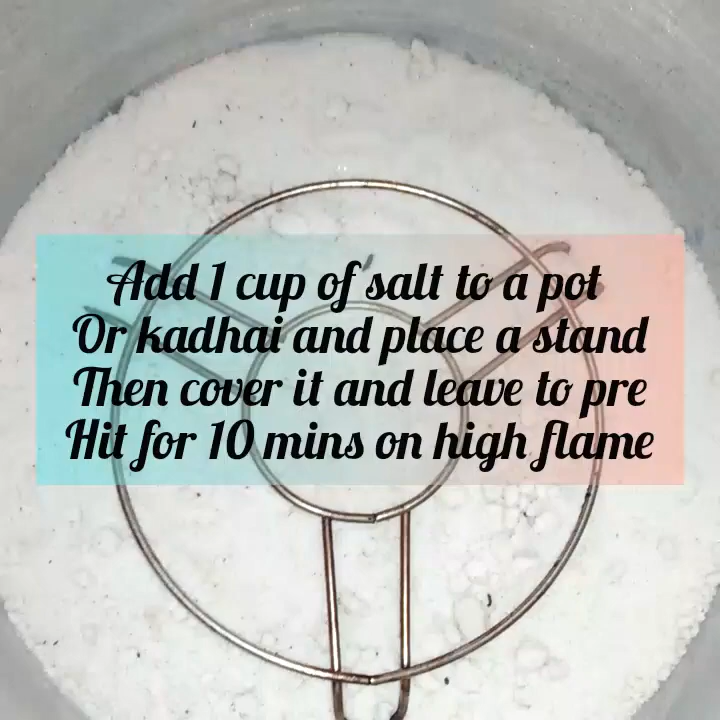 Add 1 cup of salt to a pot
Or kadhai and place a stand
Then cover it and leave to pre
Hit for 10 mins on high flame